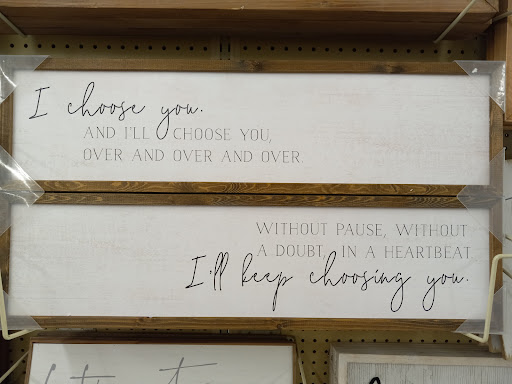 I choose you.
AND I'LL CHOOSE YOU,
OVER AND OVER AND OVER.
WITHOUT PAUSE, WITHOUT
A DOUBT, IN A HEARTBEAT
I'll keep choosing you.